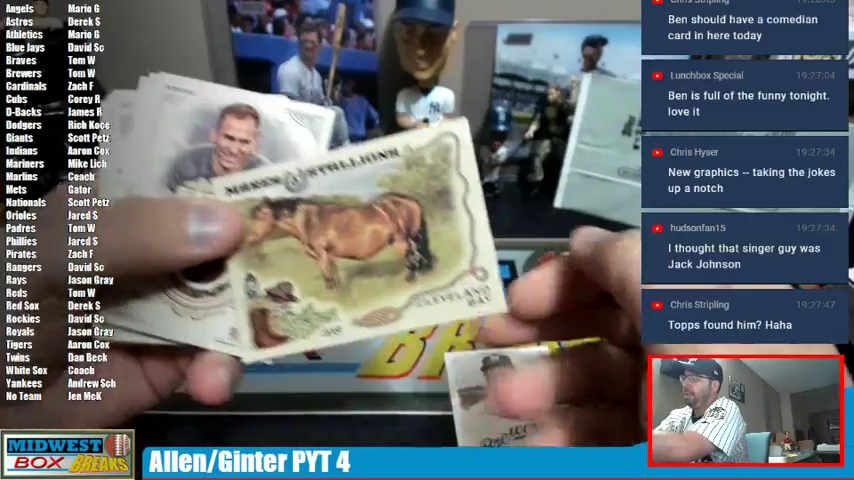 Angels Mario G
Astros Derek S
Athletics Mario G
Blue Jays David Sc
Braves Tom W
Brewers Tom W
Cardinals Zach F
Cubs Corey R
D-Backs James R
Dodgers Rich Koce
Giants Scott Petz
Indians Aaron Cox
Mariners Mike Lich
Marlins Coach
Mets Gator
Nationals Scott Petz
Orioles Jared S
Padres Tom W
Phillies Jared S
Pirates Zach F
Rangers David Sc
Rays Jason Gray
Reds Tom W
Red Sox Derek S
Rockies David Sc
Royals Jason Gray
Tigers Aaron Cox
Twins Dan Beck
White Sox Coach
Yankees Andrew Sch
No Team Jen McK
MARES STALLIONS
CLEVELAND
BAY
BREAKS
Chris Stripling
Ben should have a comedian
card in here today
Lunchbox Special 19:27:04
Ben is full of the funny tonight.
love it
Chris Hyser 19:27:34
New graphics -- taking the jokes
up a notch
hudsonfan15 19:27:34
I thought that singer guy was
Jack Johnson
Chris Stripling 19:27:47
Topps found him? Haha
MIDWEST
BOX BREAKS
Allen/Ginter PYT 4